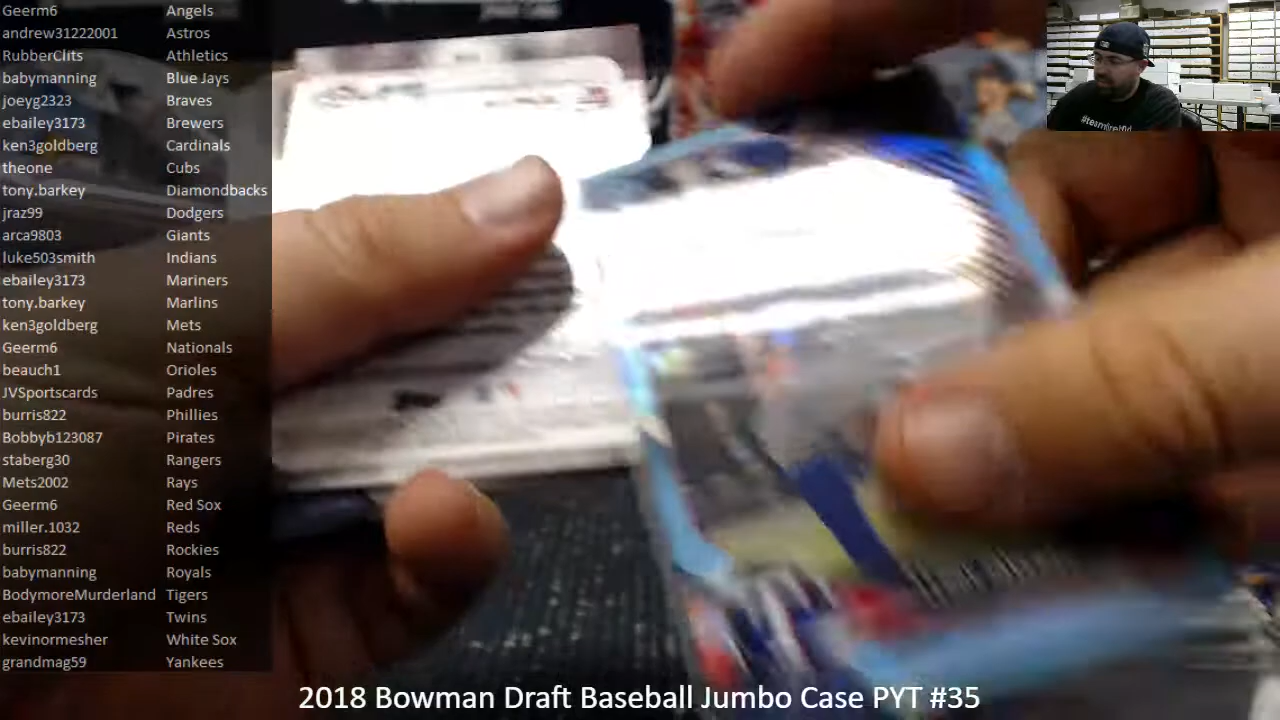 Geerm6 Angels
andrew31222001 Astros
RubberClits Athletics
babymanning Blue Jays
joeyg2323 Braves
ebailey3173 Brewers
ken3goldberg Cardinals
theone Cubs
tony.barkey Diamondbacks
jraz99 Dodgers
arca9803 Giants
luke503smith Indians
ebailey3173 Mariners
tony.barkey Marlins
ken3goldberg Mets
Geerm6 Nationals
beauch1 Orioles
JVSportscards Padres
burris822 Phillies
Bobbyb123087 Pirates
staberg30 Rangers
Mets2002 Rays
Geerm6 Red Sox
miller.1032 Reds
burris822 Rockies
babymanning Royals
BodymoreMurderland Tigers
ebailey3173 Twins
kevinormesher White Sox
grandmag59 Yankees
2018 Bowman Draft Baseball Jumbo Case PYT #35